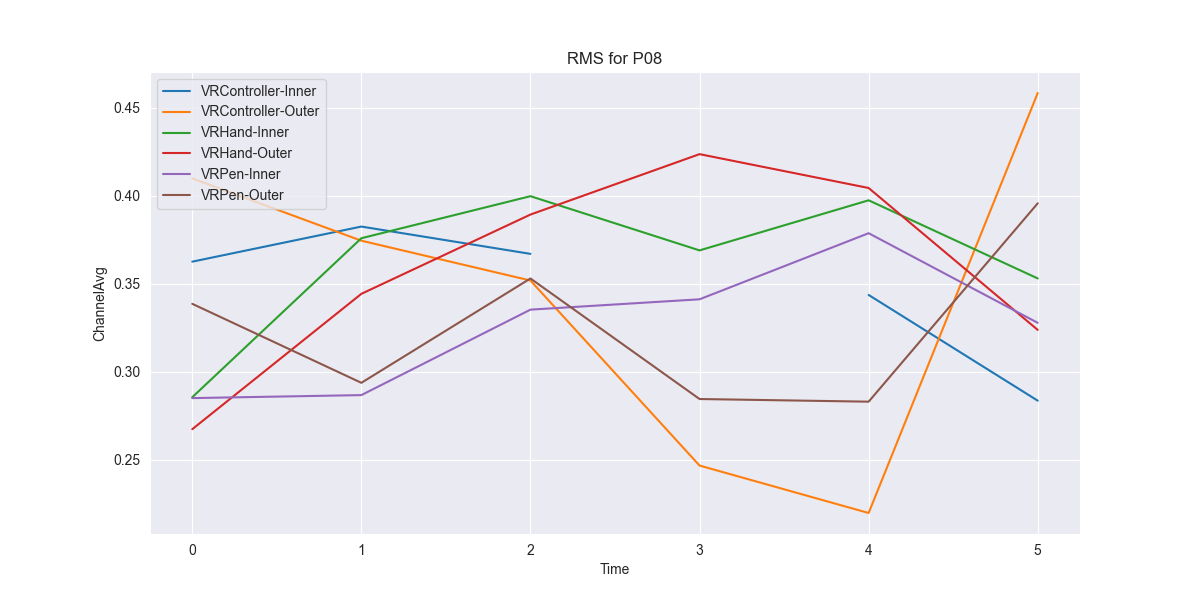 RMS for P08
VRController-Inner
VRController-Outer
VRHand-Inner
VRHand-Outer
VRPen-Inner
VRPen-Outer
ChannelAvg
0.45
0.40
0.35
0.30
0.25
0 1 2 3 4 5
Time